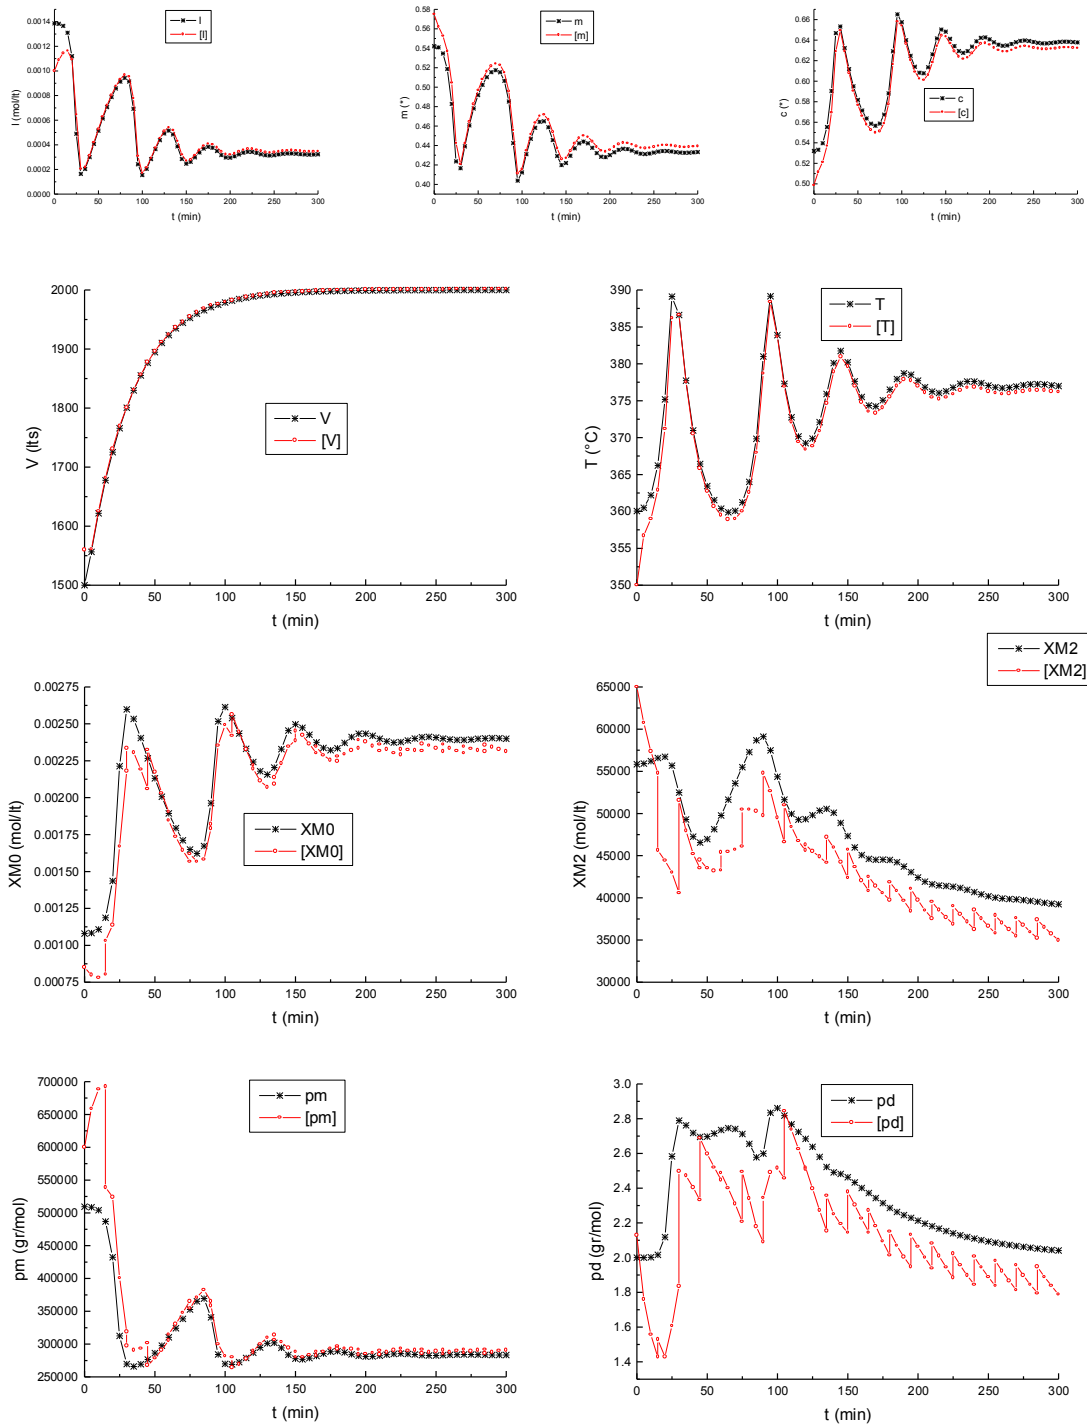 I (mol/lt)
0.0014
0.0012
0.0010
0.0008
0.0006
0.0004
0.0002
0.0000
I
[I]
0 50 100 150 200 250 300
t (min)
m (*)
0.58
0.56
0.54
0.52
0.50
0.48
0.46
0.44
0.42
0.40
m
[m]
0 50 100 150 200 250 300
t (min)
c (*)
0.66
0.64
0.62
0.60
0.58
0.56
0.54
0.52
0.50
c
[c]
0 50 100 150 200 250 300
t (min)
V (lts)
2000
1900
1800
1700
1600
1500
V
[V]
0 50 100 150 200 250 300
t (min)
T (°C)
390
385
380
375
370
365
360
355
350
T
[T]
0 50 100 150 200 250 300
t (min)
XM0 (mol/lt)
0.00275
0.00250
0.00225
0.00200
0.00175
0.00150
0.00125
0.00100
0.00075
XM0
[XM0]
0 50 100 150 200 250 300
t (min)
XM2
[XM2]
XM2 (mol/lt)
65000
60000
55000
50000
45000
40000
35000
30000
0 50 100 150 200 250 300
t (min)
pm (gr/mol)
700000
650000
600000
550000
500000
450000
400000
350000
300000
250000
pm
[pm]
0 50 100 150 200 250 300
t (min)
pd (gr/mol)
3.0
2.8
2.6
2.4
2.2
2.0
1.8
1.6
1.4
pd
[pd]
0 50 100 150 200 250 300
t (min)